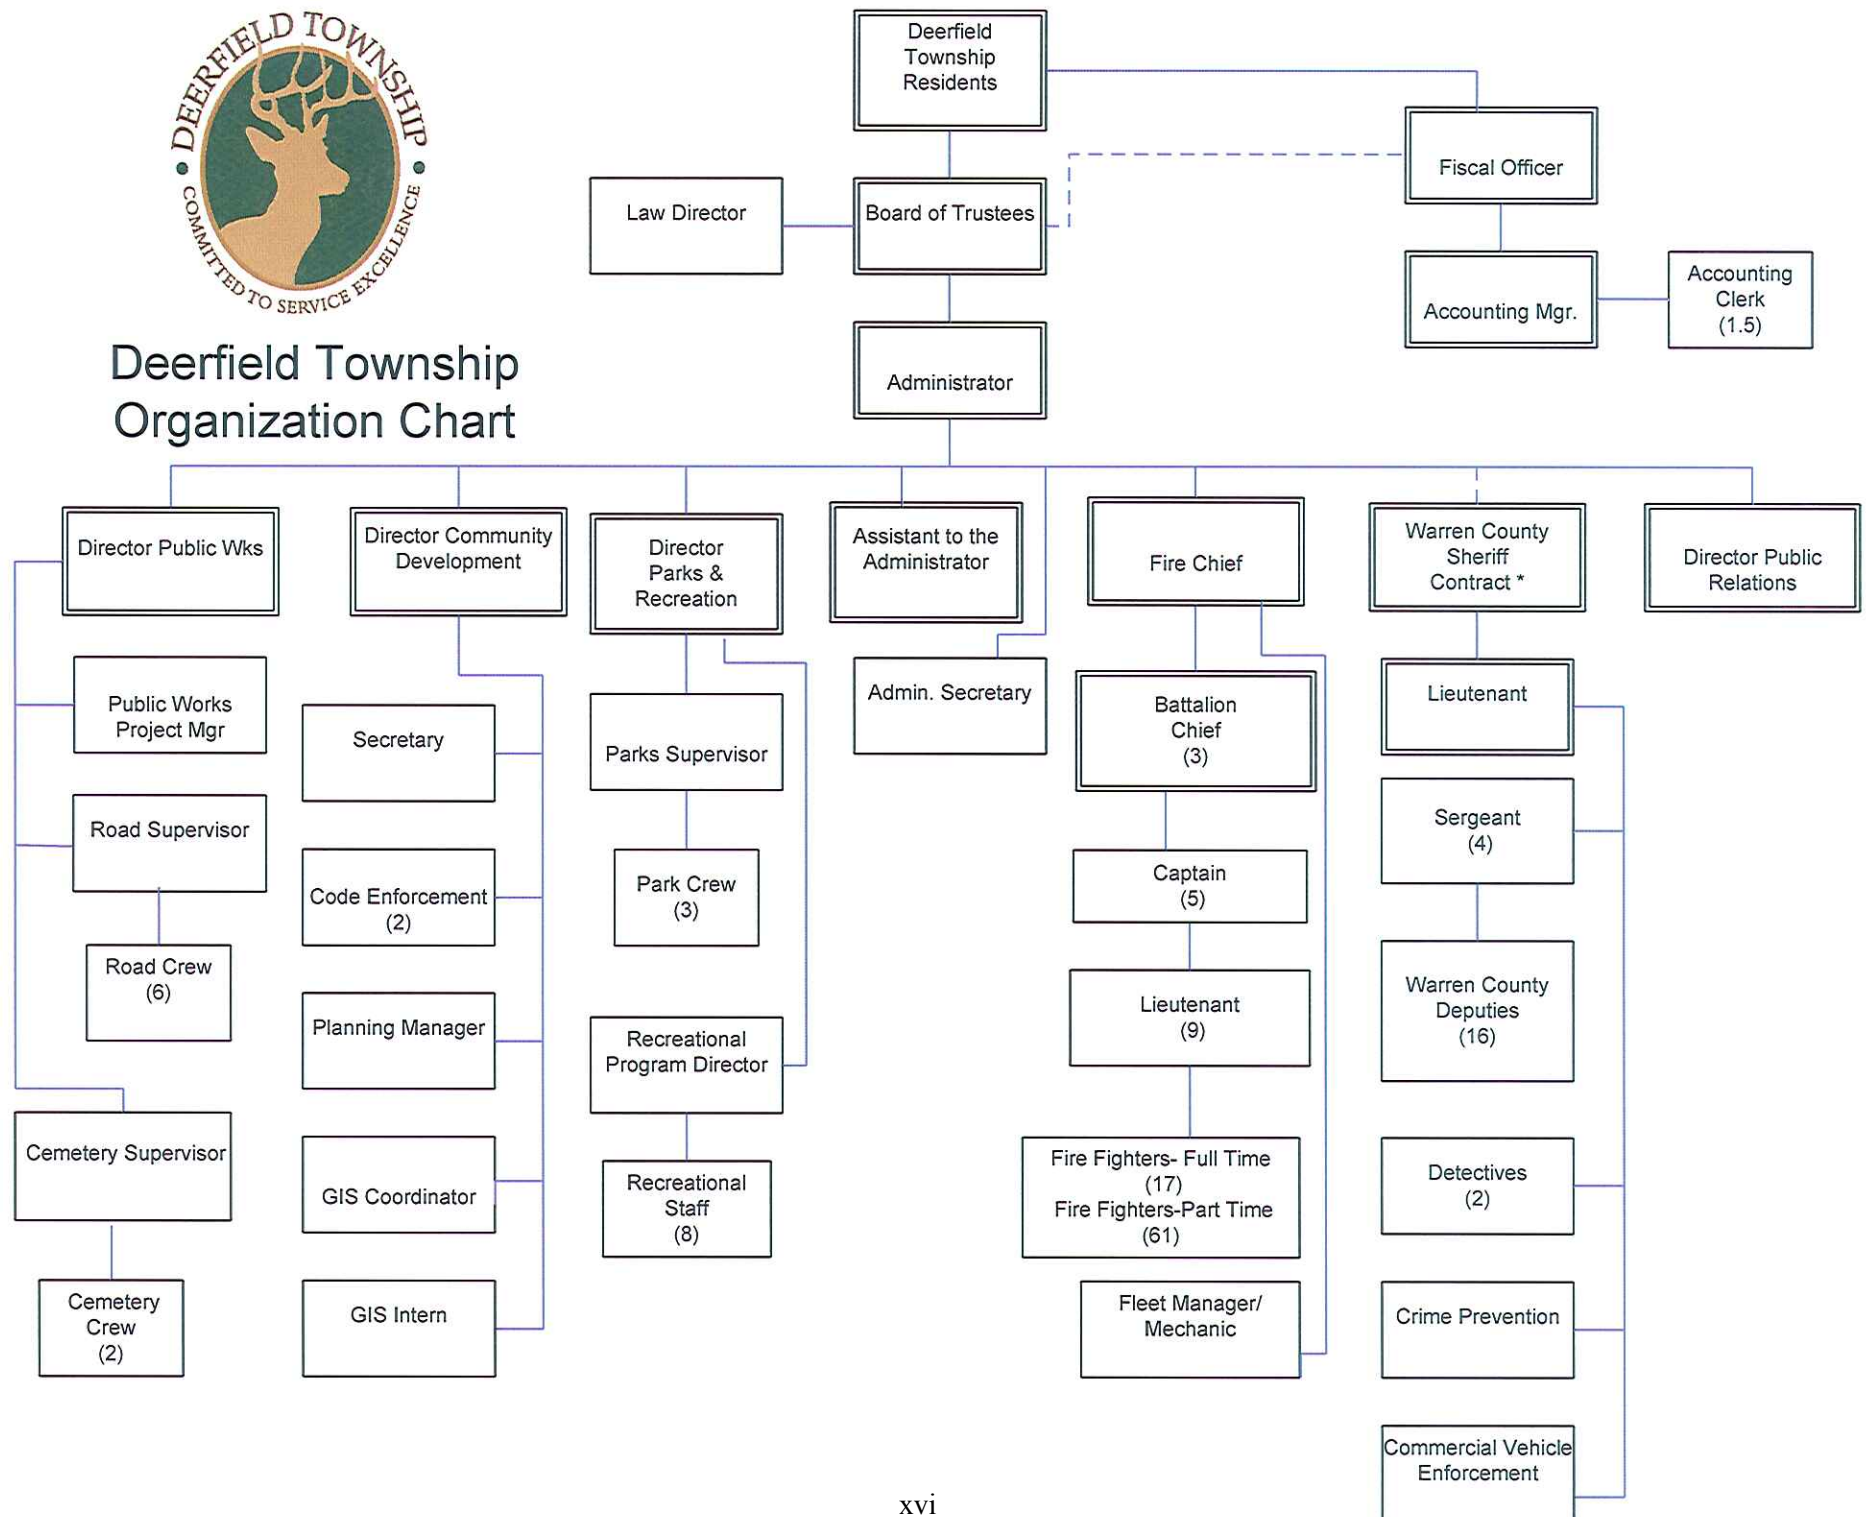 DEERFIELD TOWNSHIP
• COMMITTED TO SERVICE EXCELLENCE •
Deerfield Township
Organization Chart
Deerfield
Township
Residents
Fiscal Officer
Law Director
Board of Trustees
Accounting Mgr.
Accounting
Clerk
(1.5)
Administrator
Director Public Wks
Director Community
Development
Director
Parks &
Recreation
Assistant to the
Administrator
Fire Chief
Warren County
Sheriff
Contract *
Director Public
Relations
Public Works
Project Mgr
Road Supervisor
Road Crew
(6)
Cemetery Supervisor
Cemetery
Crew
(2)
Secretary
Code Enforcement
(2)
Planning Manager
GIS Coordinator
GIS Intern
Parks Supervisor
Park Crew
(3)
Recreational
Program Director
Recreational
Staff
(8)
Admin. Secretary
Battalion
Chief
(3)
Captain
(5)
Lieutenant
(9)
Fire Fighters- Full Time
(17)
Fire Fighters-Part Time
(61)
Fleet Manager/
Mechanic
Lieutenant
Sergeant
(4)
Warren County
Deputies
(16)
Detectives
(2)
Crime Prevention
Commercial Vehicle
Enforcement
xvi